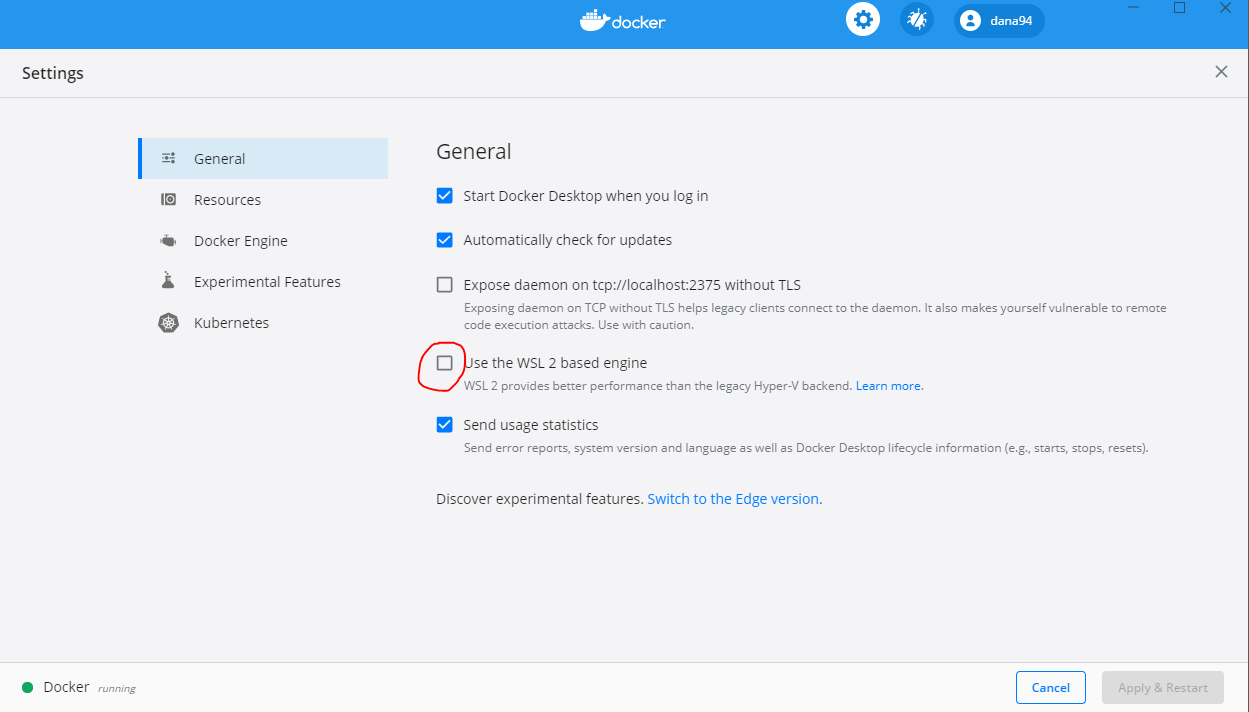 docker
dana94
Settings
General
Resources
Docker Engine
Experimental Features
Kubernetes
General
Start Docker Desktop when you log in
Automatically check for updates
Expose daemon on tcp://localhost:2375 without TLS
Exposing daemon on TCP without TLS helps legacy clients connect to the daemon. It also makes yourself vulnerable to remote
code execution attacks. Use with caution.
Use the WSL 2 based engine
WSL 2 provides better performance than the legacy Hyper-V backend. Learn more.
Send usage statistics
Send error reports, system version and language as well as Docker Desktop lifecycle information (e.g., starts, stops, resets).
Discover experimental features. Switch to the Edge version.
Docker running
Cancel
Apply & Restart